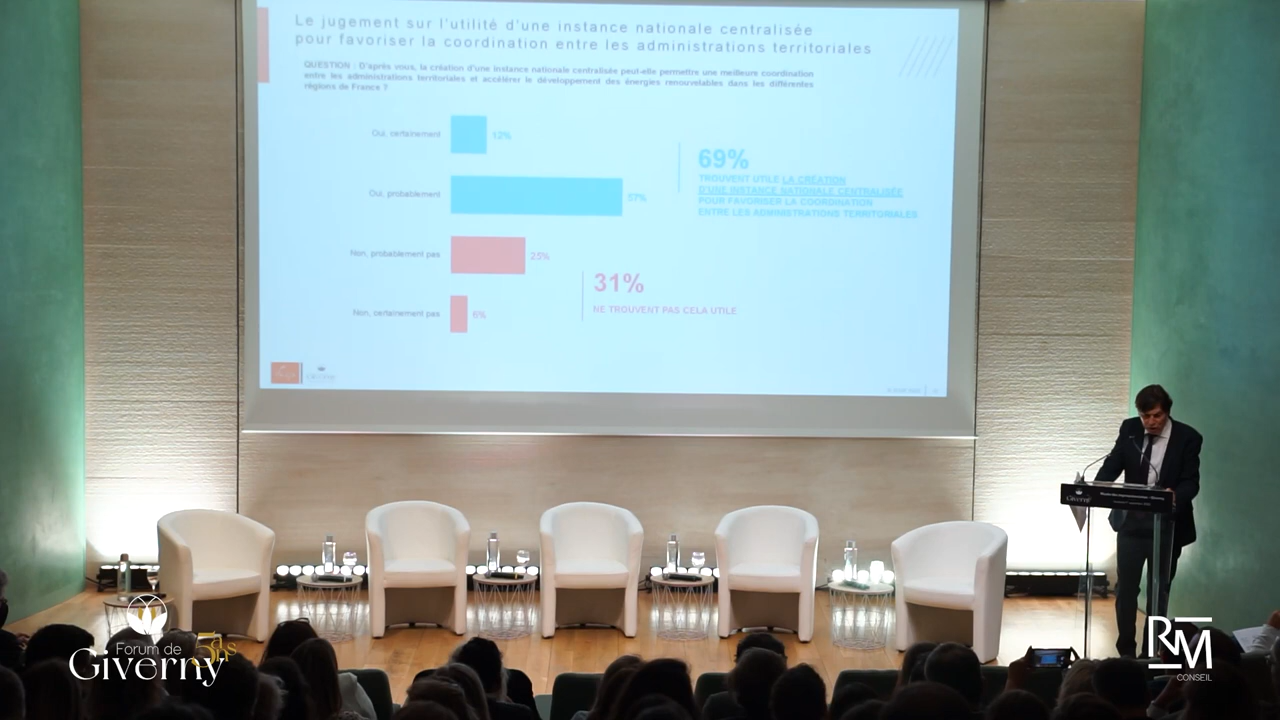 Le jugement sur l'utilité d'une instance nationale centralisée
pour favoriser la coordination entre les administrations territoriales
QUESTION : D'après vous, la création d'une instance nationale centralisée peut-elle permettre une meilleure coordination
entre les administrations territoriales et accélérer le développement des énergies renouvelables dans les différentes
régions de France ?
Oui, certainement
12%
Oui, probablement
57%
Non, probablement pas
25%
Non, certainement pas
6%
69%
TROUVENT UTILE LA CRÉATION
D'UNE INSTANCE NATIONALE CENTRALISÉE
POUR FAVORISER LA COORDINATION
ENTRE LES ADMINISTRATIONS TERRITORIALES
31%
NE TROUVENT PAS CELA UTILE
Forum de
Giverny
5ans
RM
CONSEIL